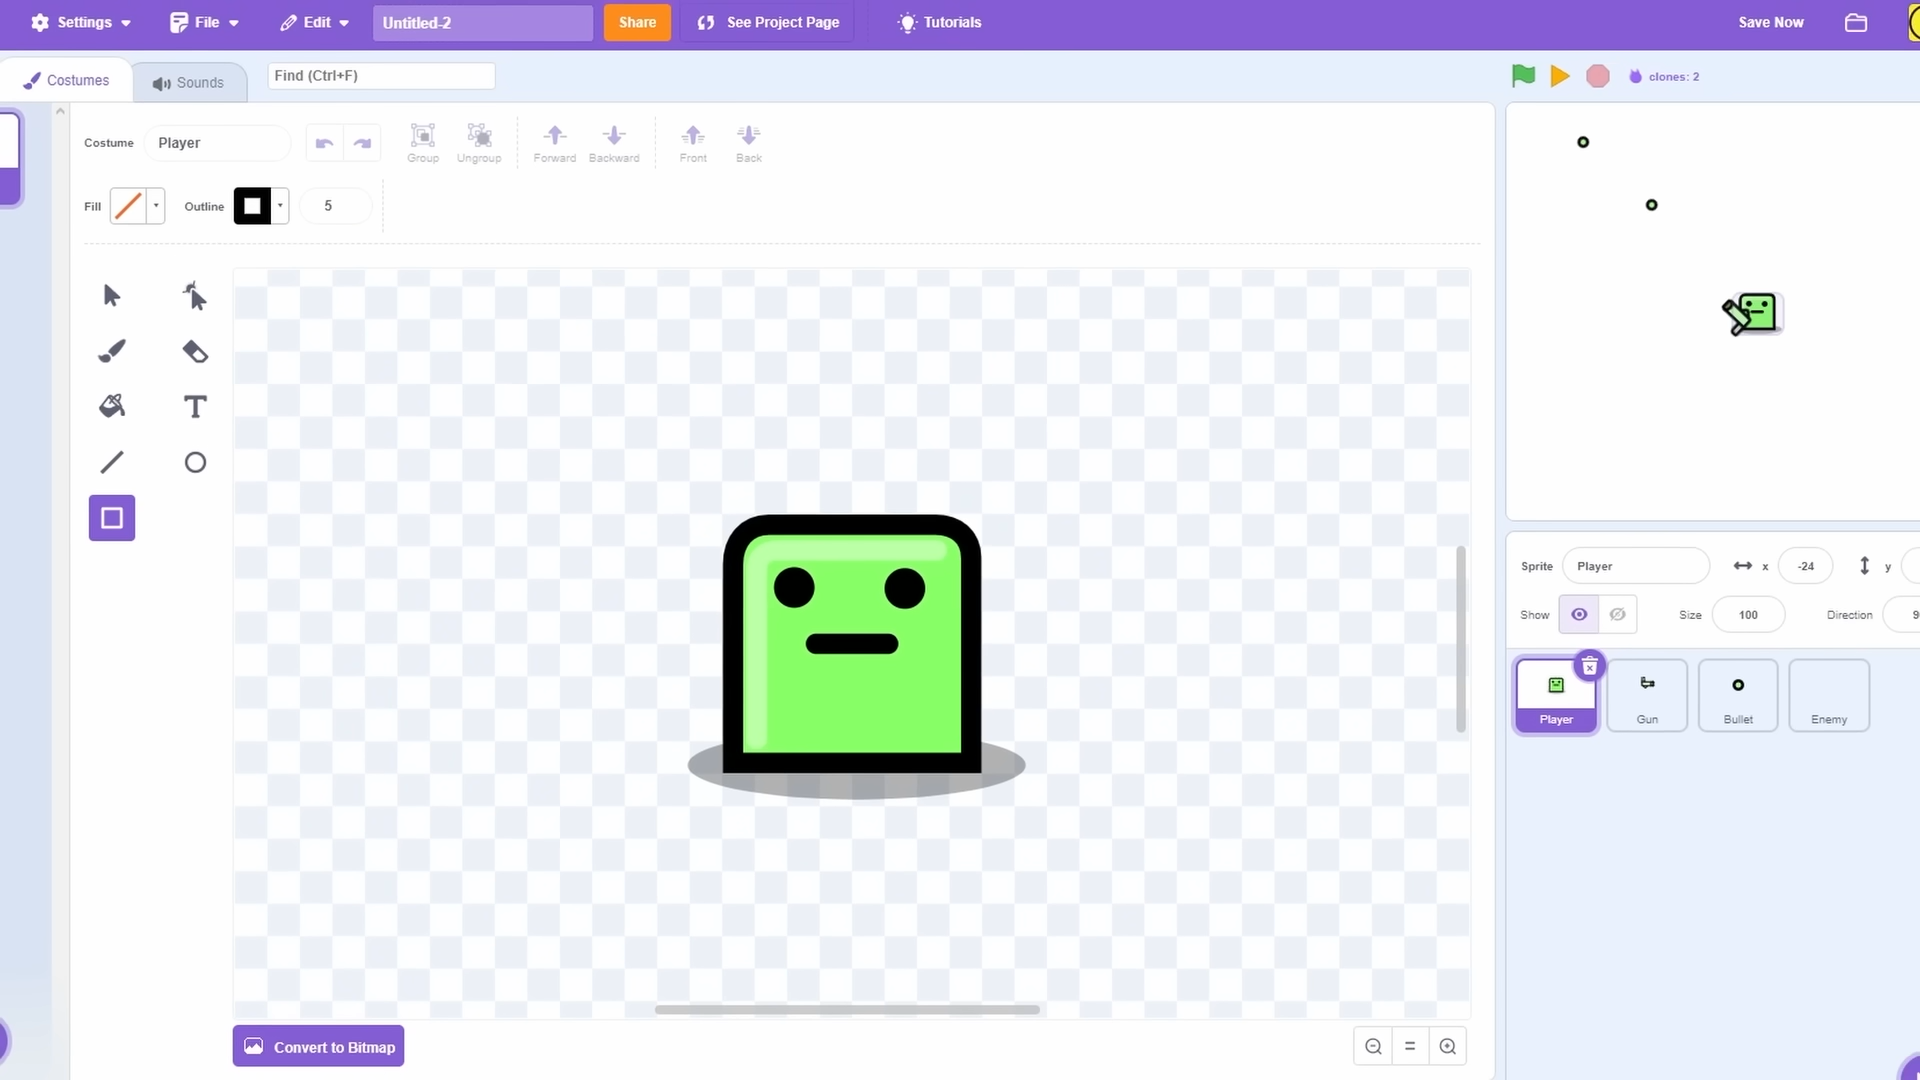 Settings File Edit Untitled-2 Share See Project Page Tutorials Save Now
Costumes Sounds Find (Ctrl+F) clones: 2
Costume Player Group Ungroup Forward Backward Front Back
Fill Outline 5
Sprite Player x -24 y
Show Size 100 Direction 9
Player Gun Bullet Enemy
Convert to Bitmap